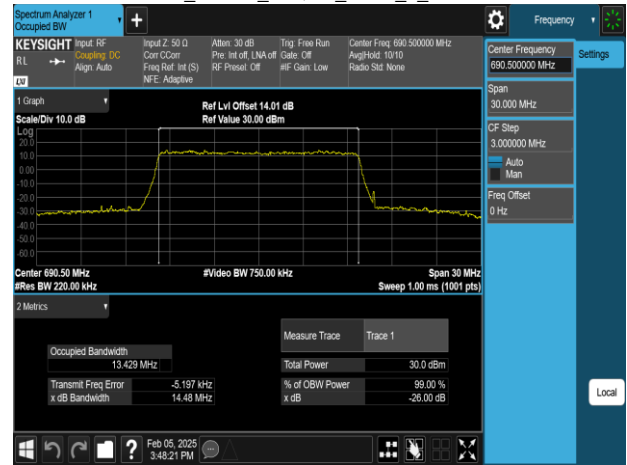 Spectrum Analyzer 1
Occupied BW
Frequency
KEYSIGHT
RL
LXI
Input: RF
Coupling: DC
Align: Auto
Input Z: 50 Ω
Corr CCorr
Freq Ref: Int (S)
NFE: Adaptive
Atten: 30 dB
Pre: Int off, LNA off
RF Presel: Off
Trig: Free Run
Gate: Off
#IF Gain: Low
Center Freq: 690.500000 MHz
Avg|Hold: 10/10
Radio Std: None
Center Frequency
690.500000 MHz
Settings
Span
30.000 MHz
CF Step
3.000000 MHz
Auto
Man
Freq Offset
0 Hz
1 Graph
Scale/Div 10.0 dB
Ref Lvl Offset 14.01 dB
Ref Value 30.00 dBm
Log
20.0
10.0
0.00
-10.0
-20.0
-30.0
-40.0
-50.0
-60.0
Center 690.50 MHz
#Video BW 750.00 kHz
Span 30 MHz
#Res BW 220.00 kHz
Sweep 1.00 ms (1001 pts)
2 Metrics
Measure Trace Trace 1
Occupied Bandwidth
13.429 MHz
Total Power 30.0 dBm
Transmit Freq Error -5.197 kHz
% of OBW Power 99.00 %
x dB Bandwidth 14.48 MHz
x dB -26.00 dB
Local
Feb 05, 2025
3:48:21 PM